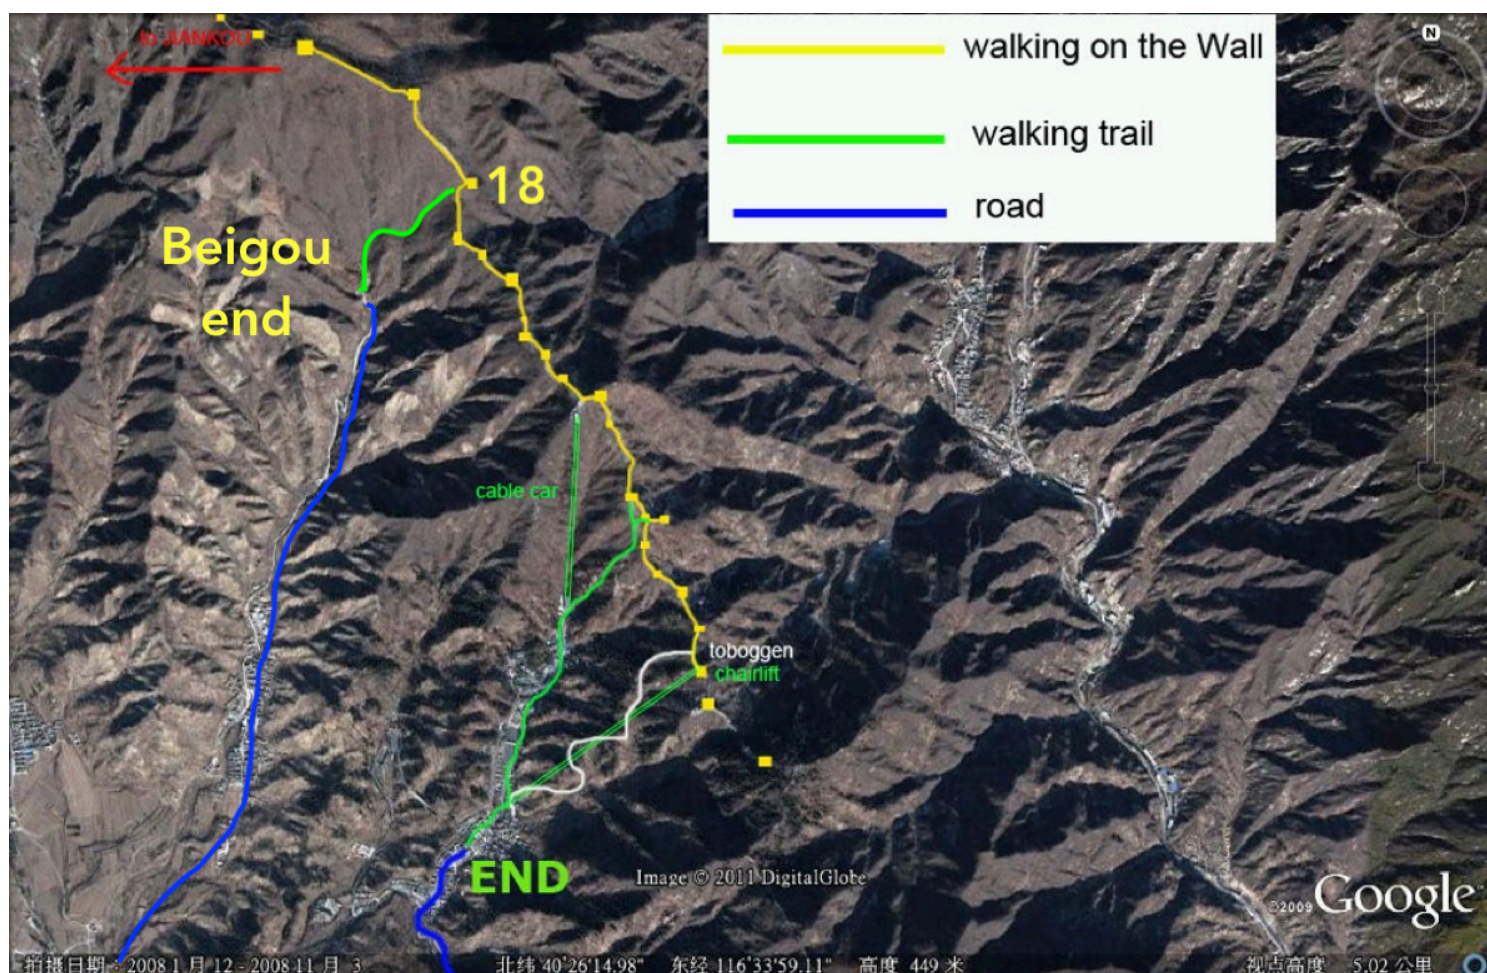 to JIANKOU
walking on the Wall
walking trail
road
N
18
Beigou
end
cable car
toboggen
chairlift
END
Image © 2011 DigitalGlobe
©2009 Google
拍摄日期：2008 1 月 12 - 2008 11 月 3
北纬 40°26'14.98" 东经 116°33'59.11" 高度 449 米
视点高度 5.02 公里